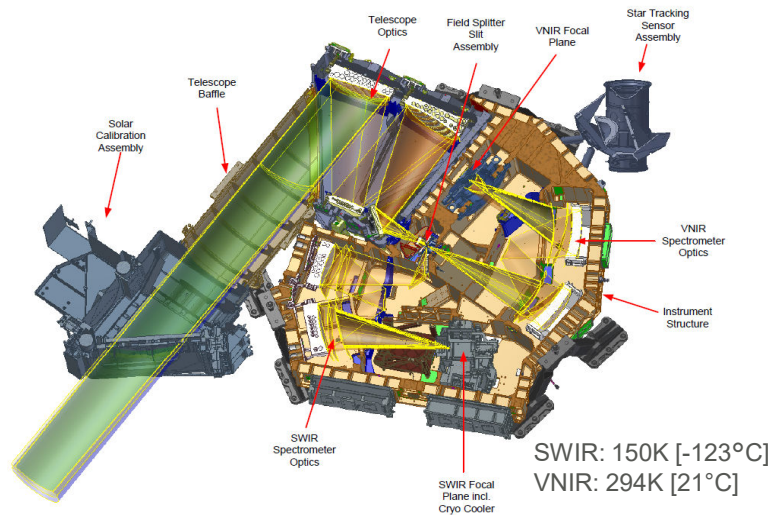 Telescope
Optics
Field Splitter
Slit
Assembly
VNIR Focal
Plane
Star Tracking
Sensor
Assembly
Telescope
Baffle
Solar
Calibration
Assembly
VNIR
Spectrometer
Optics
Instrument
Structure
SWIR
Spectrometer
Optics
SWIR Focal
Plane incl.
Cryo Cooler
SWIR: 150K [-123°C]
VNIR: 294K [21°C]